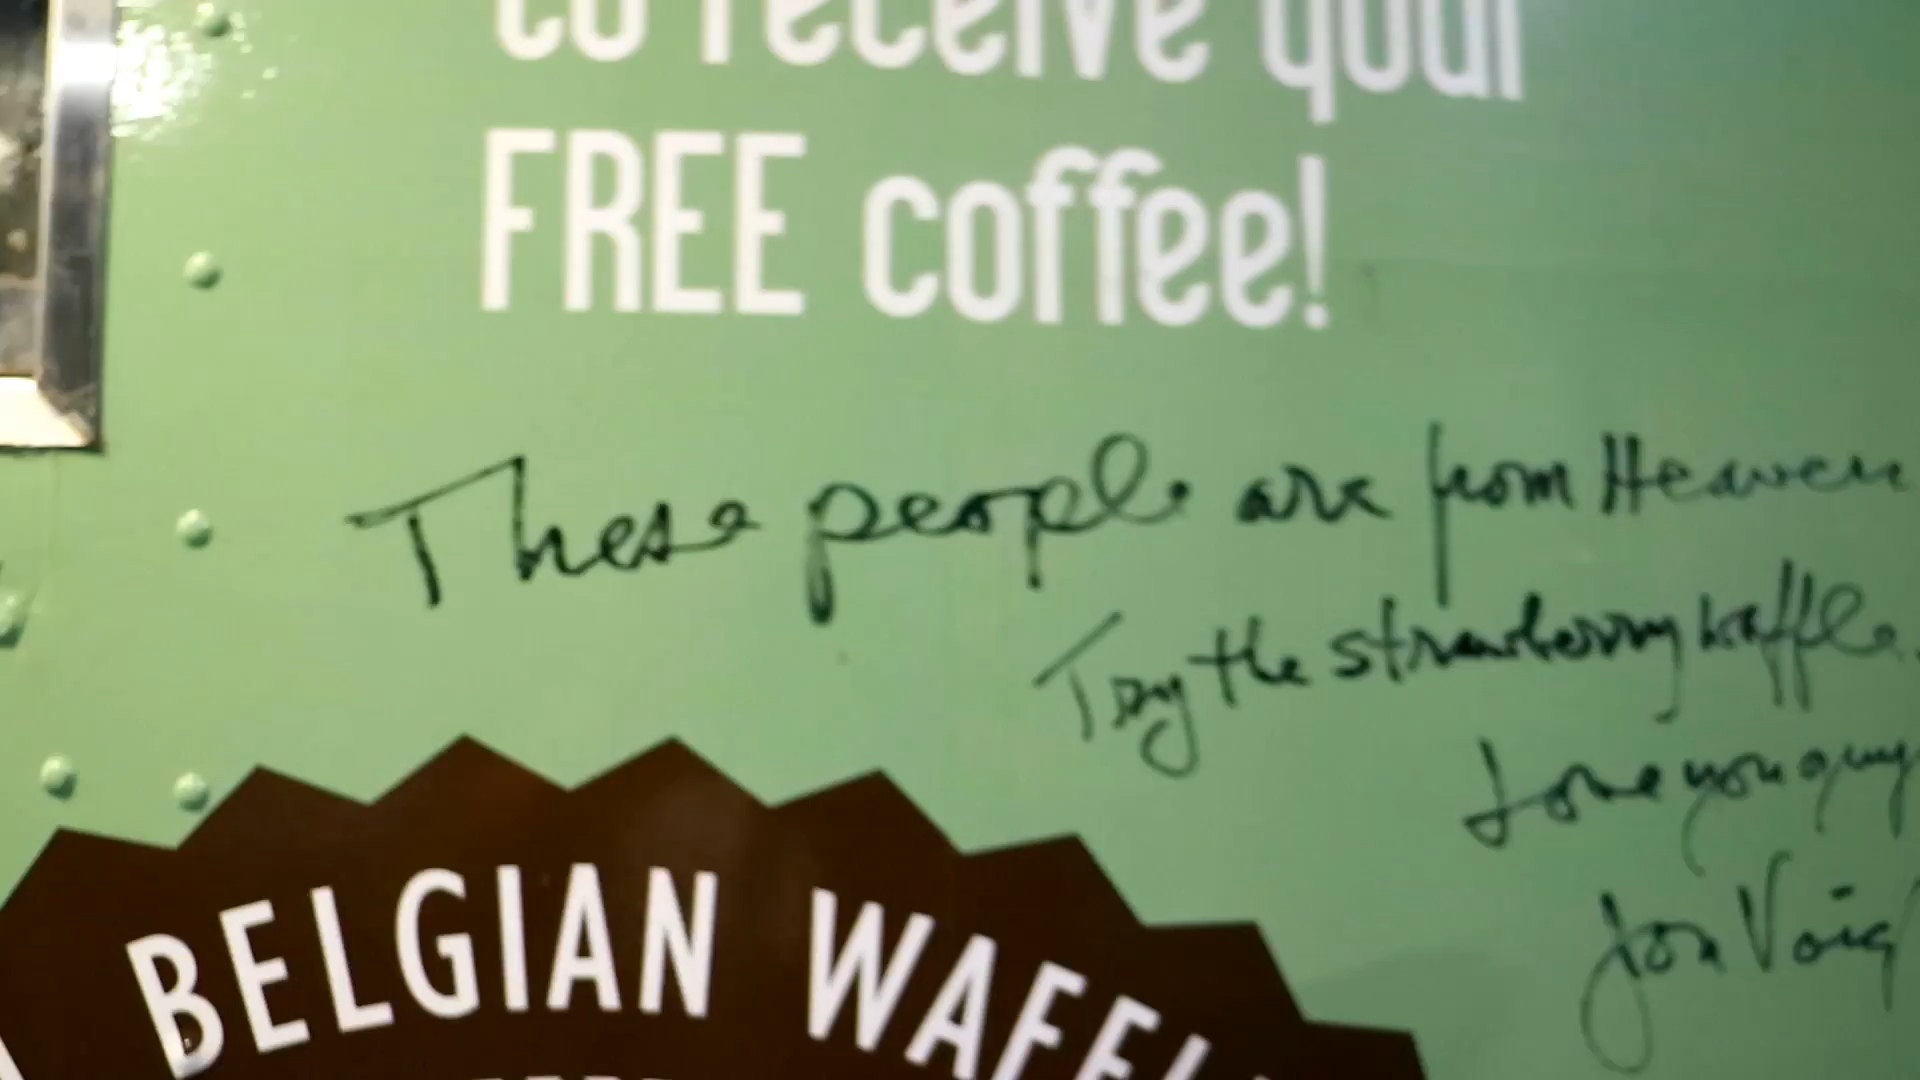 to receive your
FREE coffee!
These people are from Heaven
Try the strawberry waffle.
Love you guy
Jon Voig
BELGIAN WAFFL